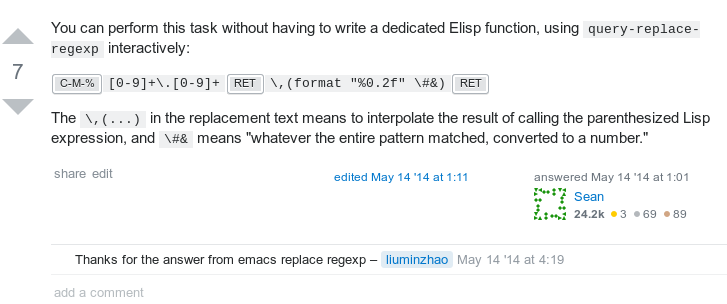 You can perform this task without having to write a dedicated Elisp function, using query-replace-
regexp interactively:
7
C-M-% [0-9]+\.[0-9]+ RET \,(format "%0.2f" \#&) RET
The \,(...) in the replacement text means to interpolate the result of calling the parenthesized Lisp
expression, and \#& means "whatever the entire pattern matched, converted to a number."
share edit
edited May 14 '14 at 1:11
answered May 14 '14 at 1:01
Sean
24.2k 3 69 89
Thanks for the answer from emacs replace regexp – liuminzhao May 14 '14 at 4:19
add a comment